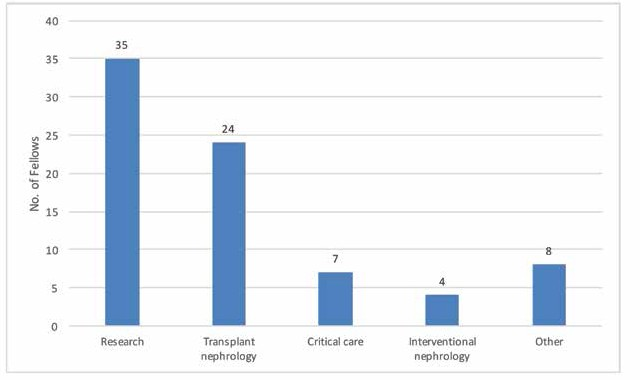 40
35
30
25
20
15
10
5
0
No. of Fellows
35
24
7
4
8
Research
Transplant
nephrology
Critical care
Interventional
nephrology
Other